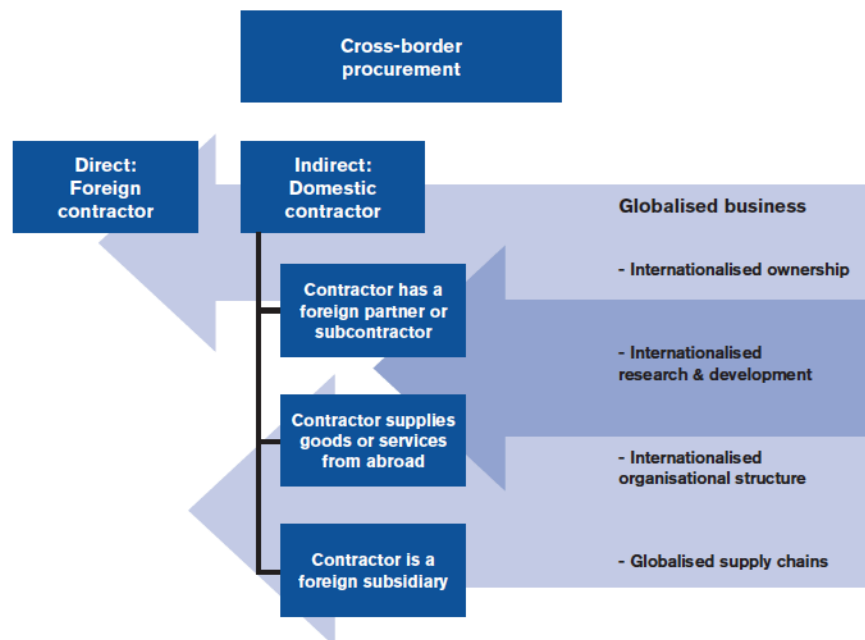 Cross-border
procurement
Direct:
Foreign
contractor
Indirect:
Domestic
contractor
Contractor has a
foreign partner or
subcontractor
Contractor supplies
goods or services
from abroad
Contractor is a
foreign subsidiary
Globalised business
- Internationalised ownership
- Internationalised
research & development
- Internationalised
organisational structure
- Globalised supply chains